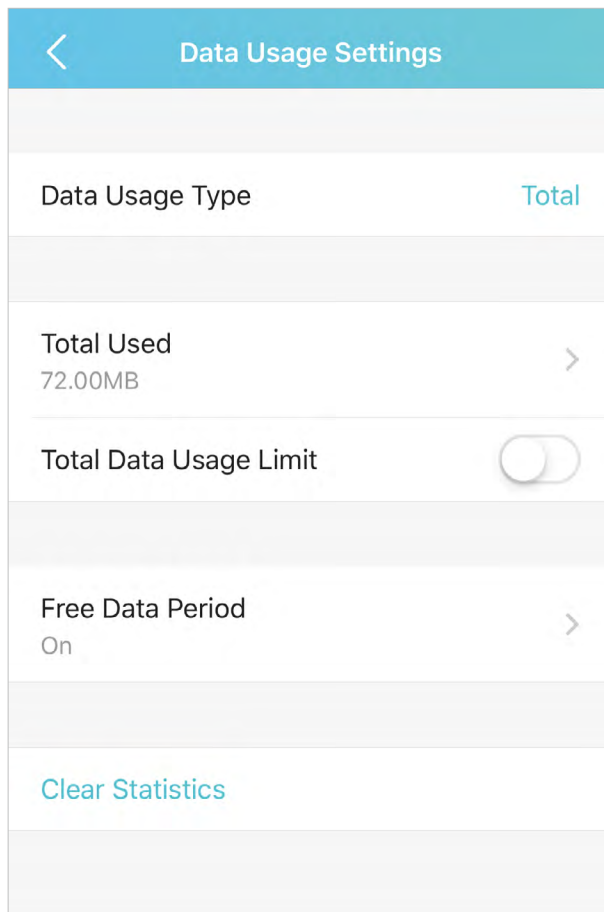 Data Usage Settings
Data Usage Type
Total
Total Used
72.00MB
Total Data Usage Limit
Free Data Period
On
Clear Statistics